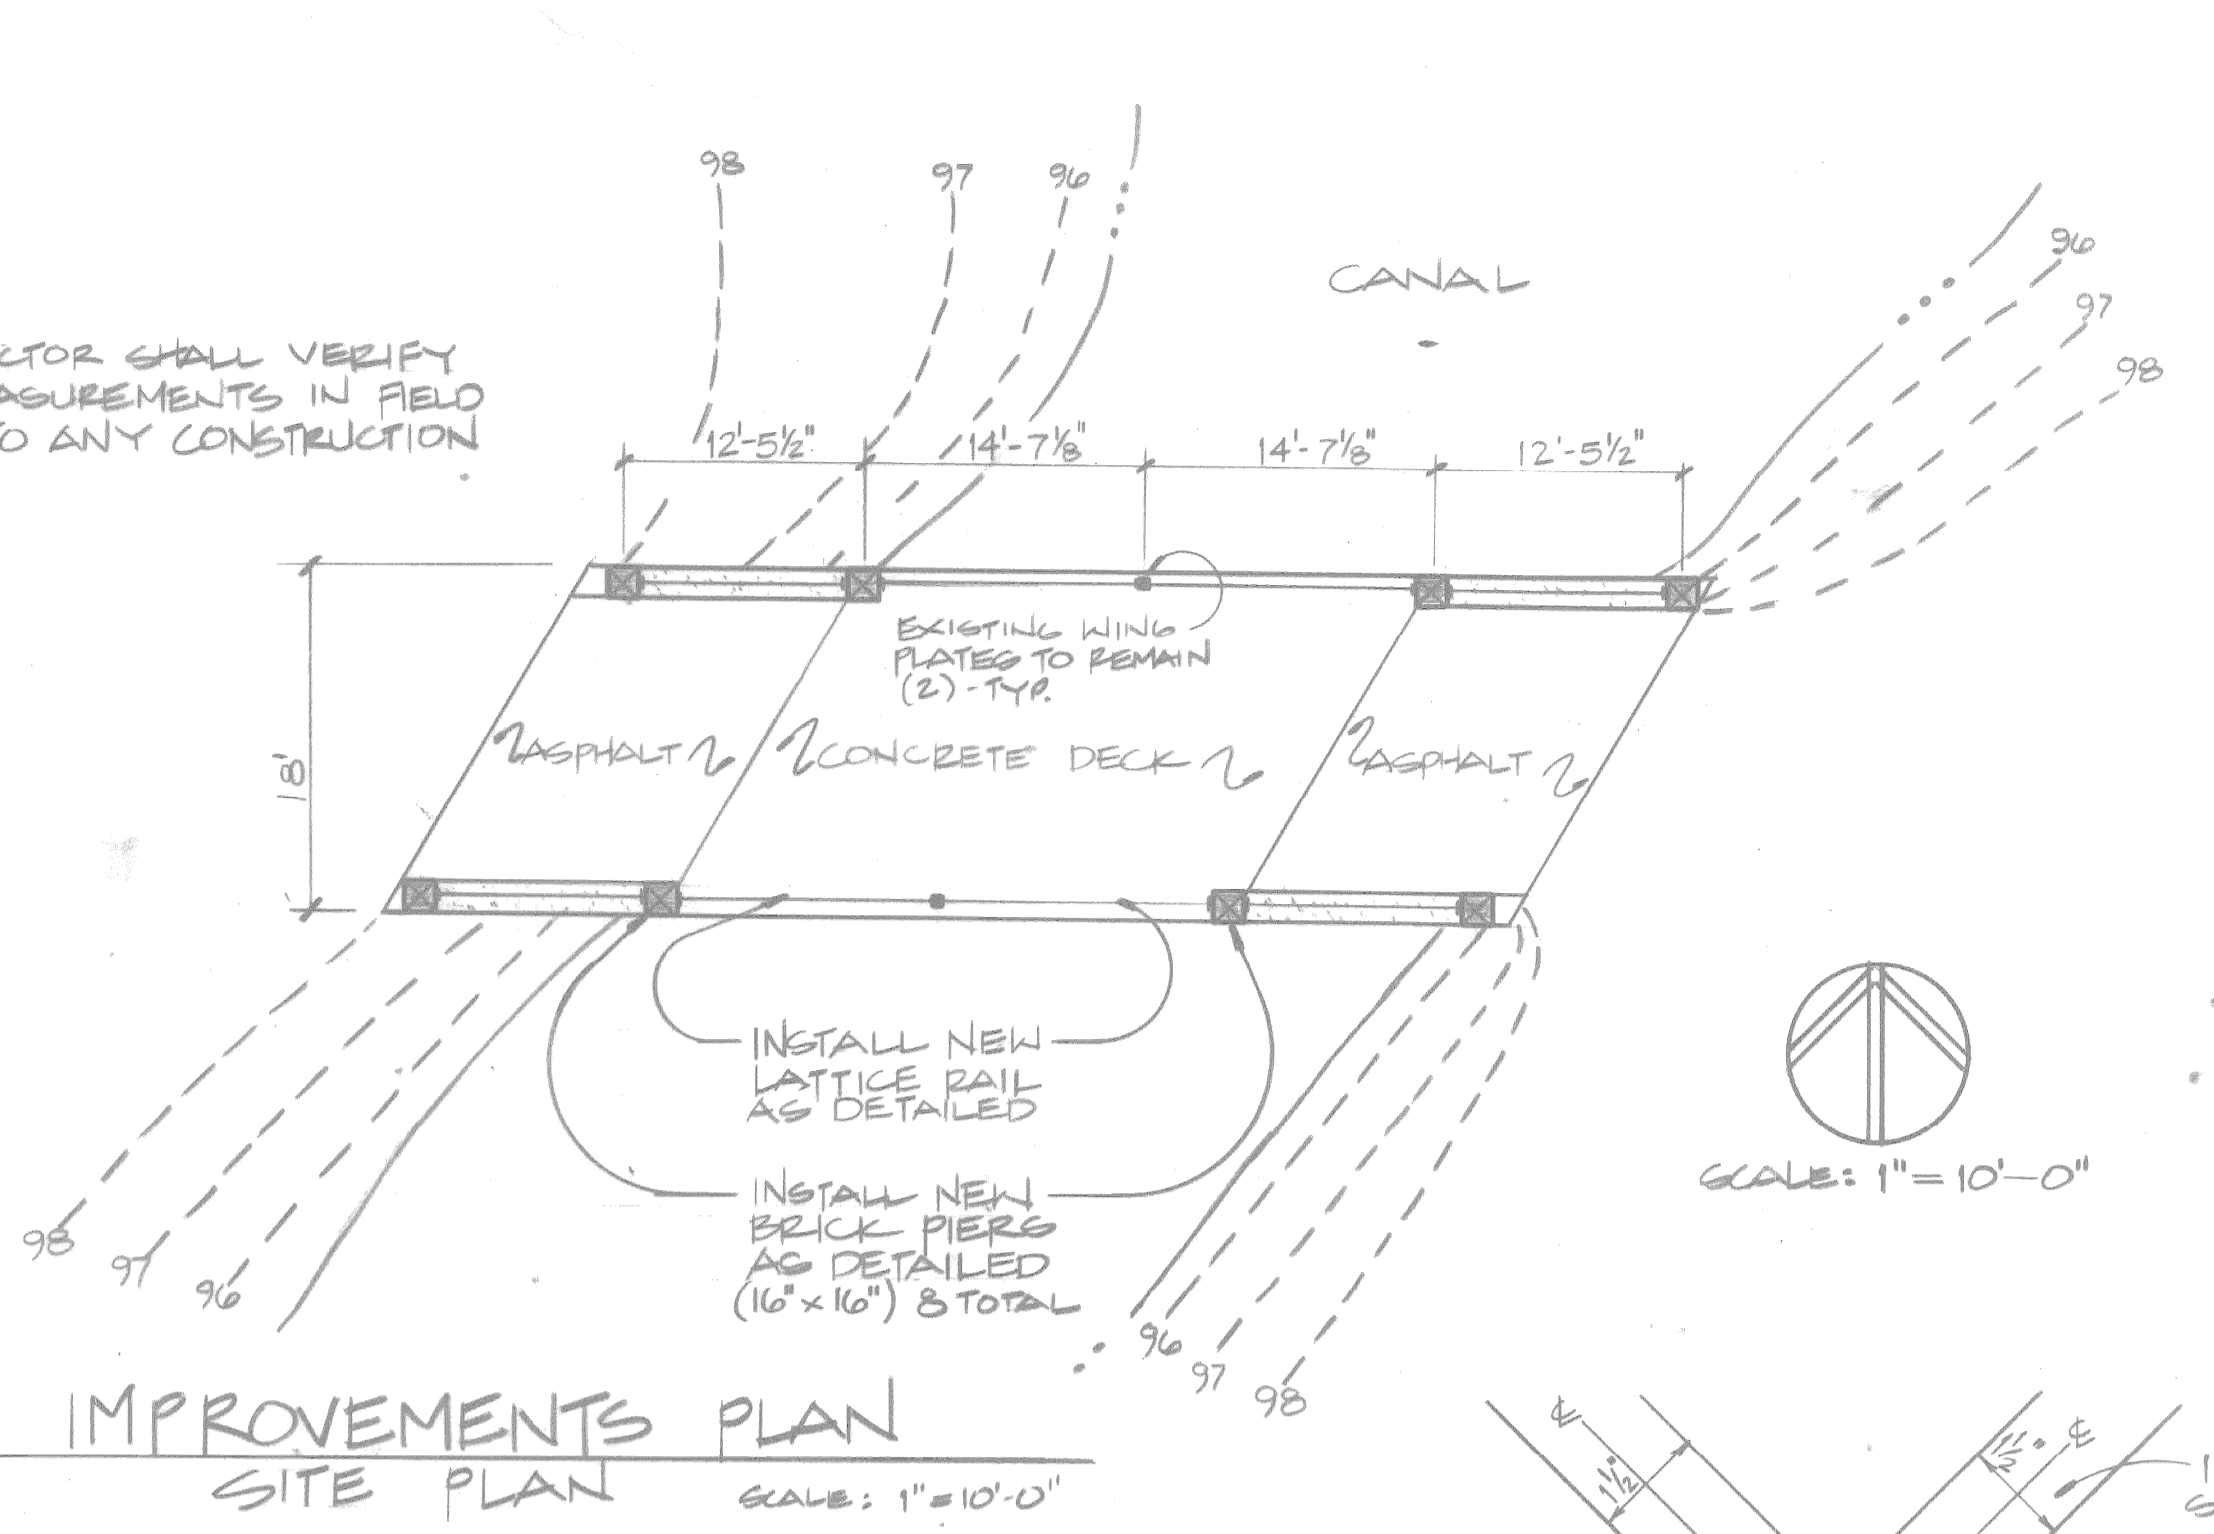 98
97
96
CANAL
96
97
98
CTOR SHALL VERIFY
ASUREMENTS IN FIELD
O ANY CONSTRUCTION
12'-5½"
14'-7⅛"
14'-7⅛"
12'-5½"
EXISTING WING
PLATES TO REMAIN
(2)-TYP.
18'
ASPHALT
CONCRETE DECK
ASPHALT
INSTALL NEW
LATTICE RAIL
AS DETAILED
INSTALL NEW
BRICK PIERS
AS DETAILED
(16"x16") 8 TOTAL
SCALE: 1"=10'-0"
98
97
96
96
97
98
IMPROVEMENTS PLAN
SITE PLAN
SCALE: 1"=10'-0"
℄
1½"
1½"
℄
1
S